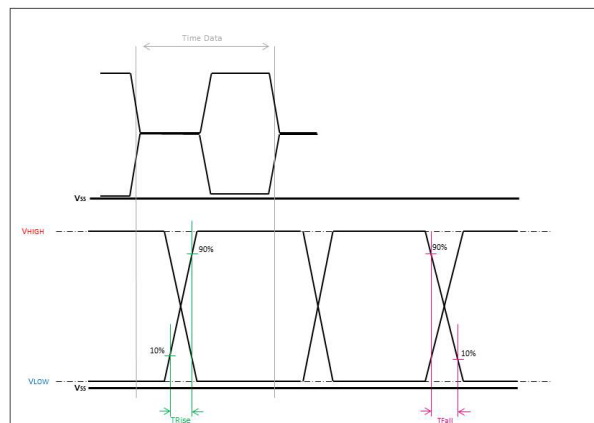 Time Data
VSS
VHIGH
90%
90%
10%
10%
VLOW
VSS
TRise
TFall